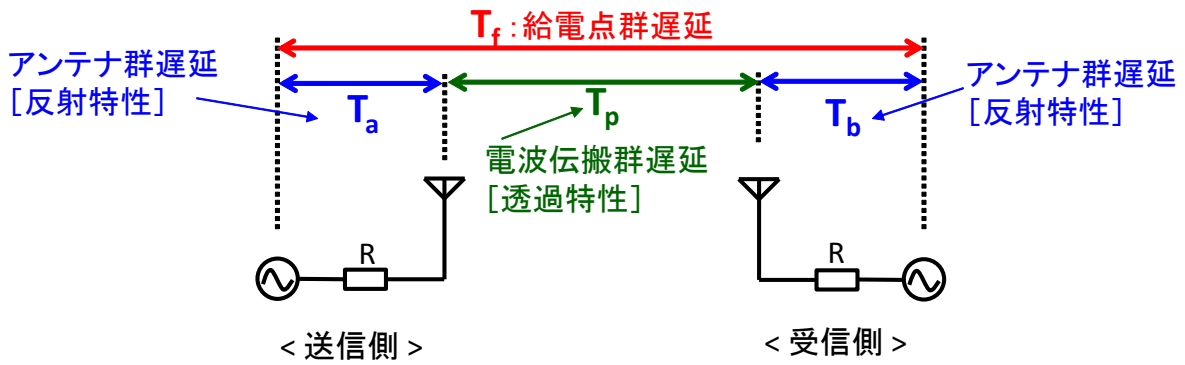 Tf : 給電点群遅延
アンテナ群遅延
[反射特性]
Ta
Tp
Tb
アンテナ群遅延
[反射特性]
電波伝搬群遅延
[透過特性]
R
R
< 送信側 >
< 受信側 >